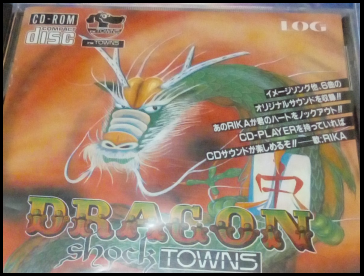 CD-ROM
COMPACT
disc
FM TOWNS
LOG
イメージソング他、6曲の
オリジナルサウンドを収録!!
あのRIKAが君のハートをノックアウト!!
CD-PLAYERを持っていれば
CDサウンドが楽しめるぞ!! ──歌:RIKA
中
DRAGON
shock TOWNS